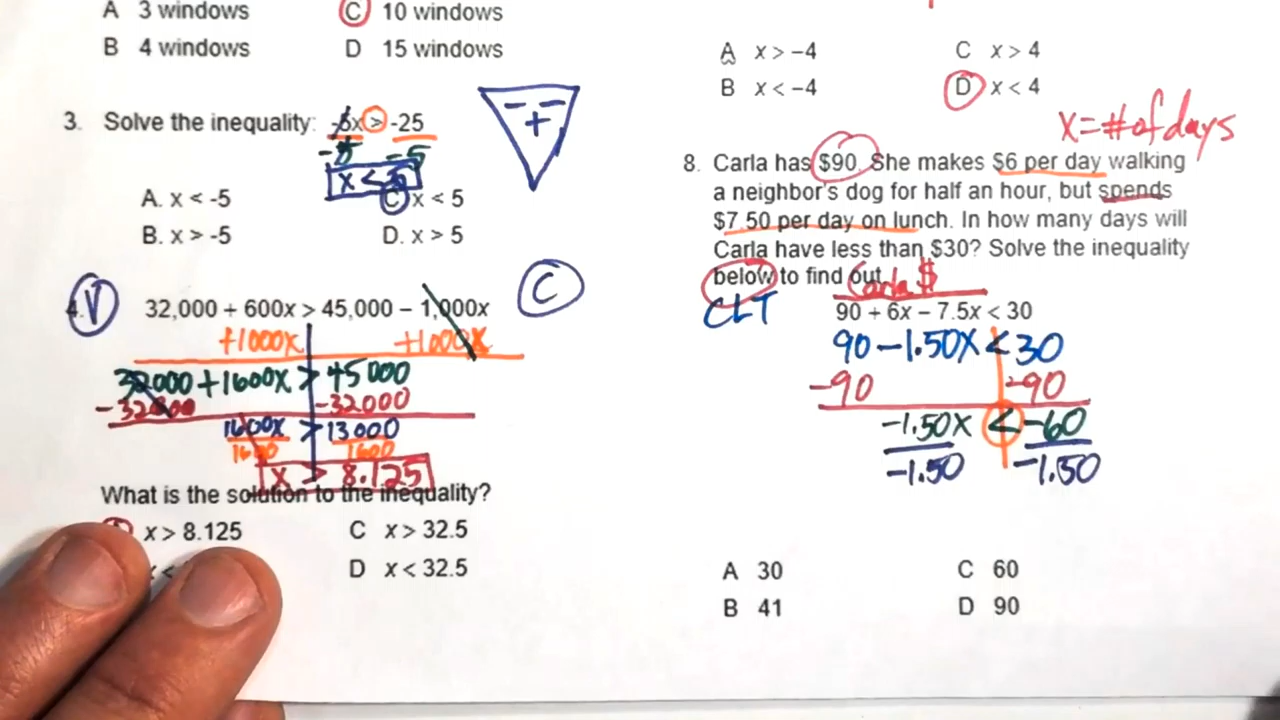 A 3 windows
C 10 windows
B 4 windows
D 15 windows
3. Solve the inequality: -5x > -25
-5 -5
x < 5
- -
+
A. x < -5
C. x < 5
B. x > -5
D. x > 5
4. V
32,000 + 600x > 45,000 − 1,000x
C
+1000x +1000x
32000+1600x > 45000
-32000 -32000
1600x > 13000
1600 1600
x > 8.125
What is the solution to the inequality?
x > 8.125
C x > 32.5
D x < 32.5
A x > −4
C x > 4
B x < −4
D x < 4
x=#of days
8. Carla has $90. She makes $6 per day walking
a neighbor's dog for half an hour, but spends
$7.50 per day on lunch. In how many days will
Carla have less than $30? Solve the inequality
below to find out.
Carla $
CLT
90 + 6x − 7.5x < 30
90-1.50x < 30
-90 -90
-1.50x < -60
-1.50 -1.50
A 30
C 60
B 41
D 90